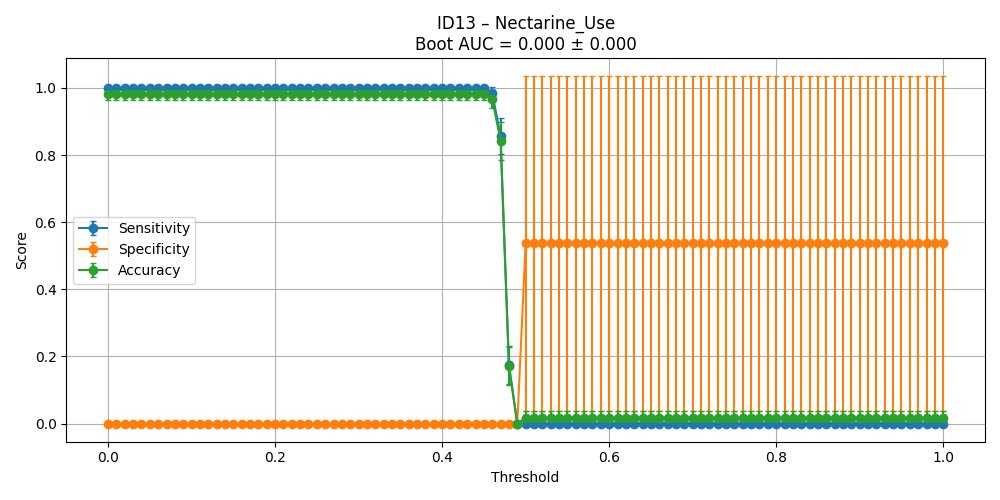 ID13 – Nectarine_Use
Boot AUC = 0.000 ± 0.000
Score
1.0
0.8
0.6
0.4
0.2
0.0
Sensitivity
Specificity
Accuracy
0.0 0.2 0.4 0.6 0.8 1.0
Threshold